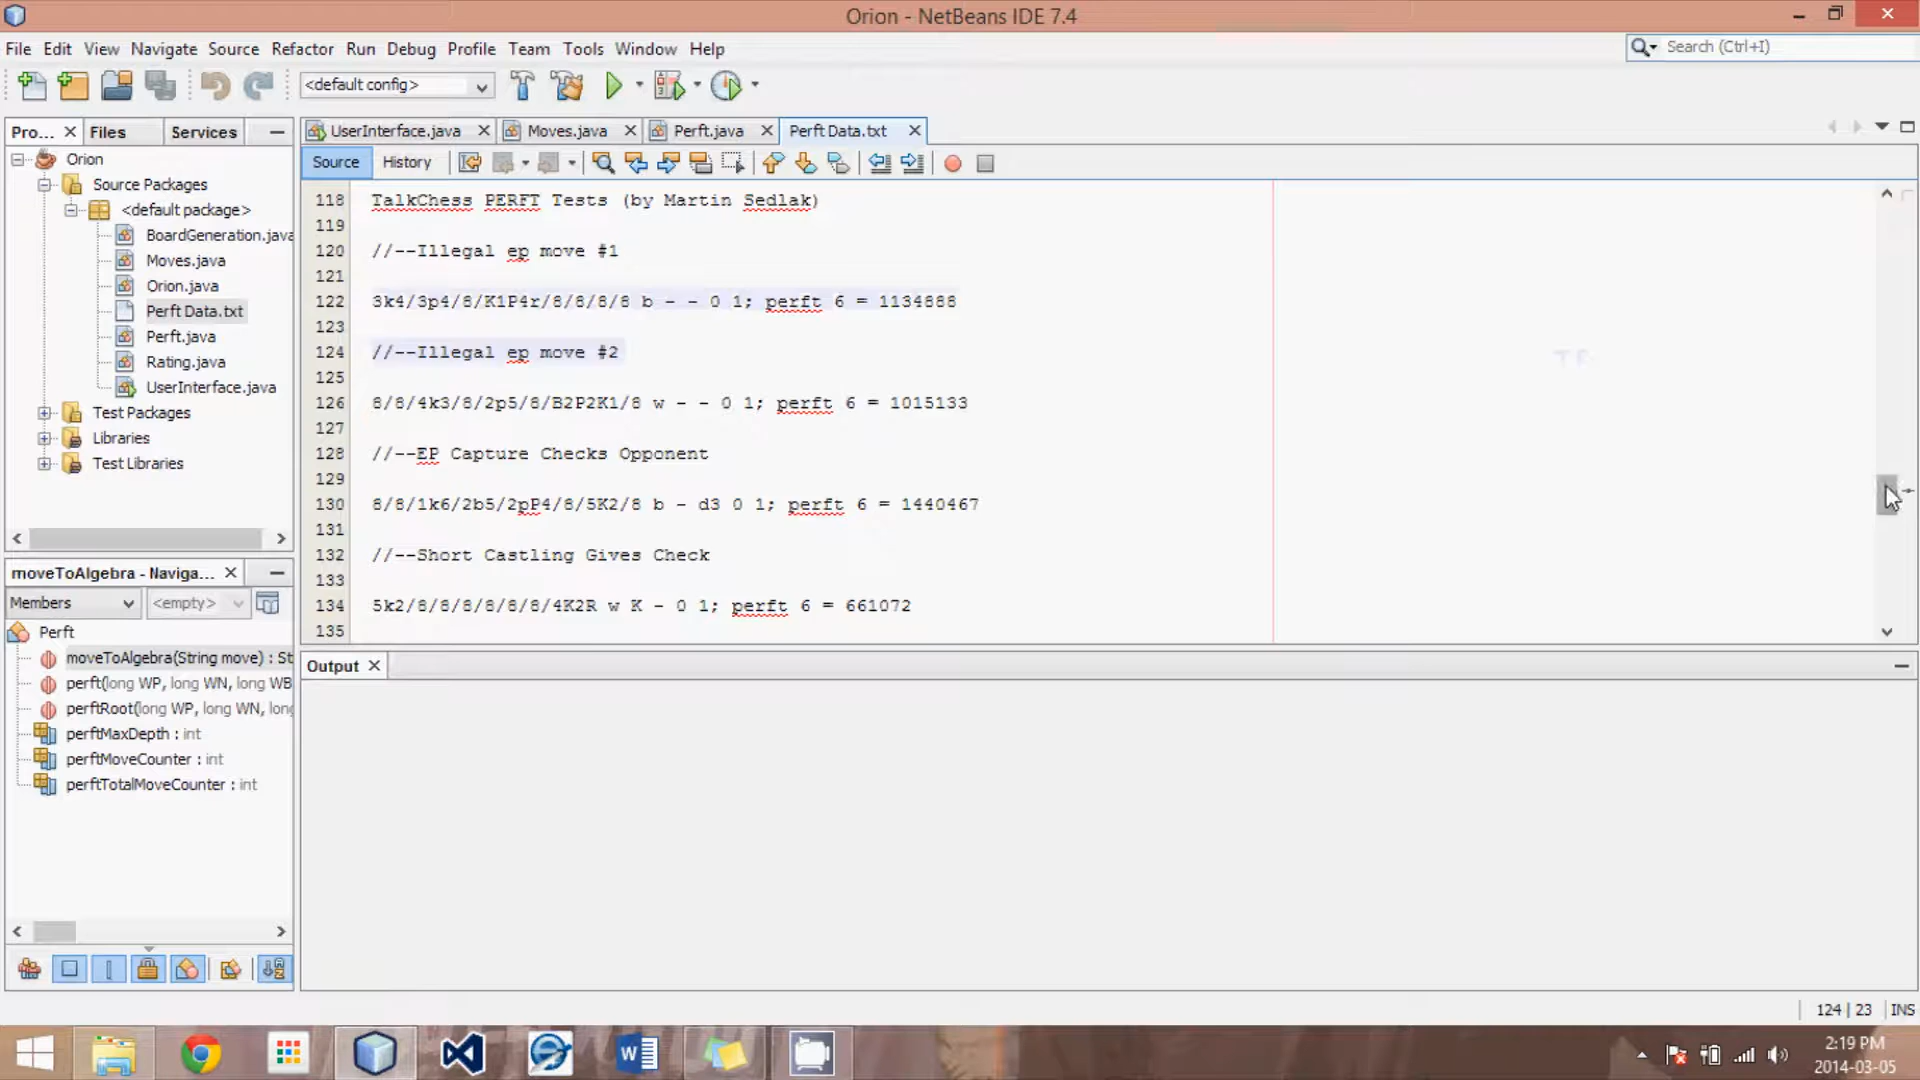 Orion - NetBeans IDE 7.4
File Edit View Navigate Source Refactor Run Debug Profile Team Tools Window Help
Search (Ctrl+I)
<default config>
Pro... Files Services
UserInterface.java Moves.java Perft.java Perft Data.txt
Source History
Orion
Source Packages
<default package>
BoardGeneration.java
Moves.java
Orion.java
Perft Data.txt
Perft.java
Rating.java
UserInterface.java
Test Packages
Libraries
Test Libraries
118 TalkChess PERFT Tests (by Martin Sedlak)
119
120 //--Illegal ep move #1
121
122 3k4/3p4/8/K1P4r/8/8/8/8 b - - 0 1; perft 6 = 1134888
123
124 //--Illegal ep move #2
125
126 8/8/4k3/8/2p5/8/B2P2K1/8 w - - 0 1; perft 6 = 1015133
127
128 //--EP Capture Checks Opponent
129
130 8/8/1k6/2b5/2pP4/8/5K2/8 b - d3 0 1; perft 6 = 1440467
131
132 //--Short Castling Gives Check
133
134 5k2/8/8/8/8/8/8/4K2R w K - 0 1; perft 6 = 661072
135
moveToAlgebra - Naviga...
Members <empty>
Perft
moveToAlgebra(String move) : St
perft(long WP, long WN, long WB
perftRoot(long WP, long WN, long
perftMaxDepth : int
perftMoveCounter : int
perftTotalMoveCounter : int
Output
124 | 23 INS
2:19 PM
2014-03-05